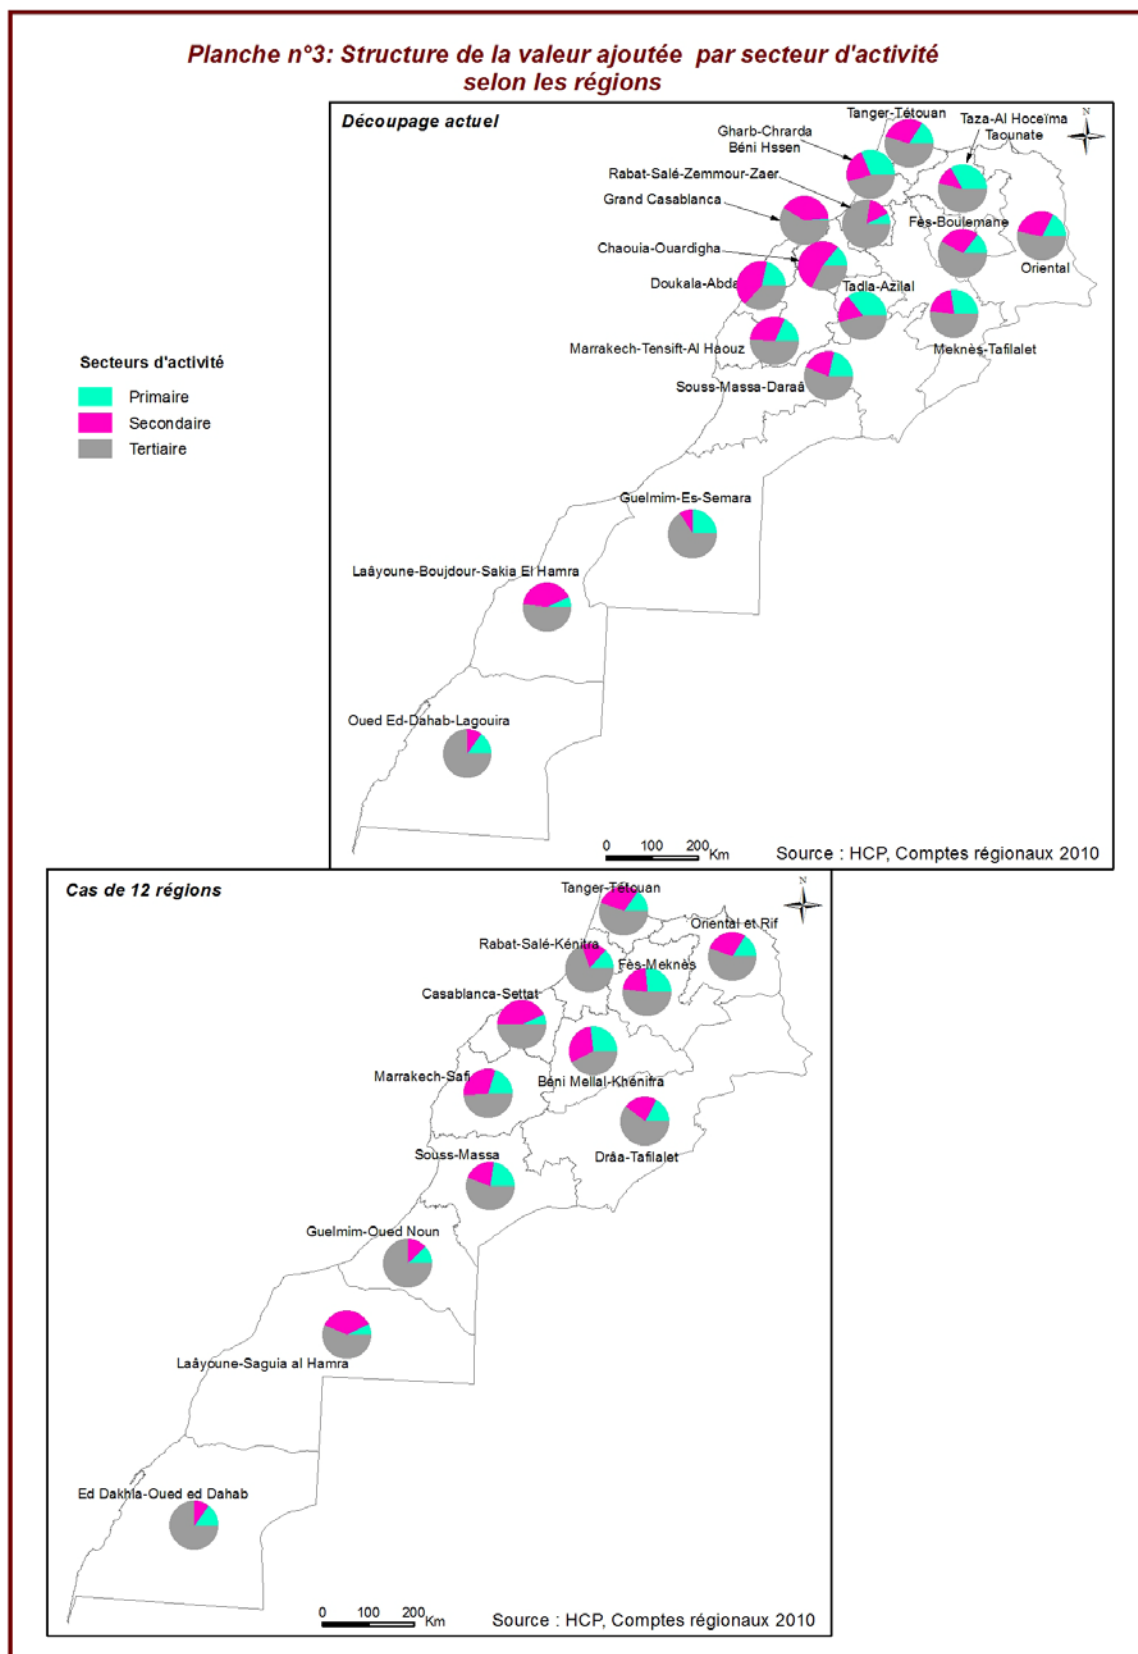 Planche n°3: Structure de la valeur ajoutée par secteur d'activité
selon les régions
Découpage actuel
Tanger-Tétouan
Taza-Al Hoceïma
Taounate
N
Gharb-Chrarda
Béni Hssen
Rabat-Salé-Zemmour-Zaer
Grand Casablanca
Fès-Boulemane
Chaouia-Ouardigha
Oriental
Doukala-Abda
Tadla-Azilal
Marrakech-Tensift-Al Haouz
Meknès-Tafilalet
Souss-Massa-Daraâ
Secteurs d'activité
Primaire
Secondaire
Tertiaire
Guelmim-Es-Semara
Laâyoune-Boujdour-Sakia El Hamra
Oued Ed-Dahab-Lagouira
0 100 200
Km
Source : HCP, Comptes régionaux 2010
Cas de 12 régions
Tanger-Tétouan
N
Oriental et Rif
Rabat-Salé-Kénitra
Fès-Meknès
Casablanca-Settat
Marrakech-Safi
Béni Mellal-Khénifra
Souss-Massa
Drâa-Tafilalet
Guelmim-Oued Noun
Laâyoune-Saguia al Hamra
Ed Dakhla-Oued ed Dahab
0 100 200
Km
Source : HCP, Comptes régionaux 2010